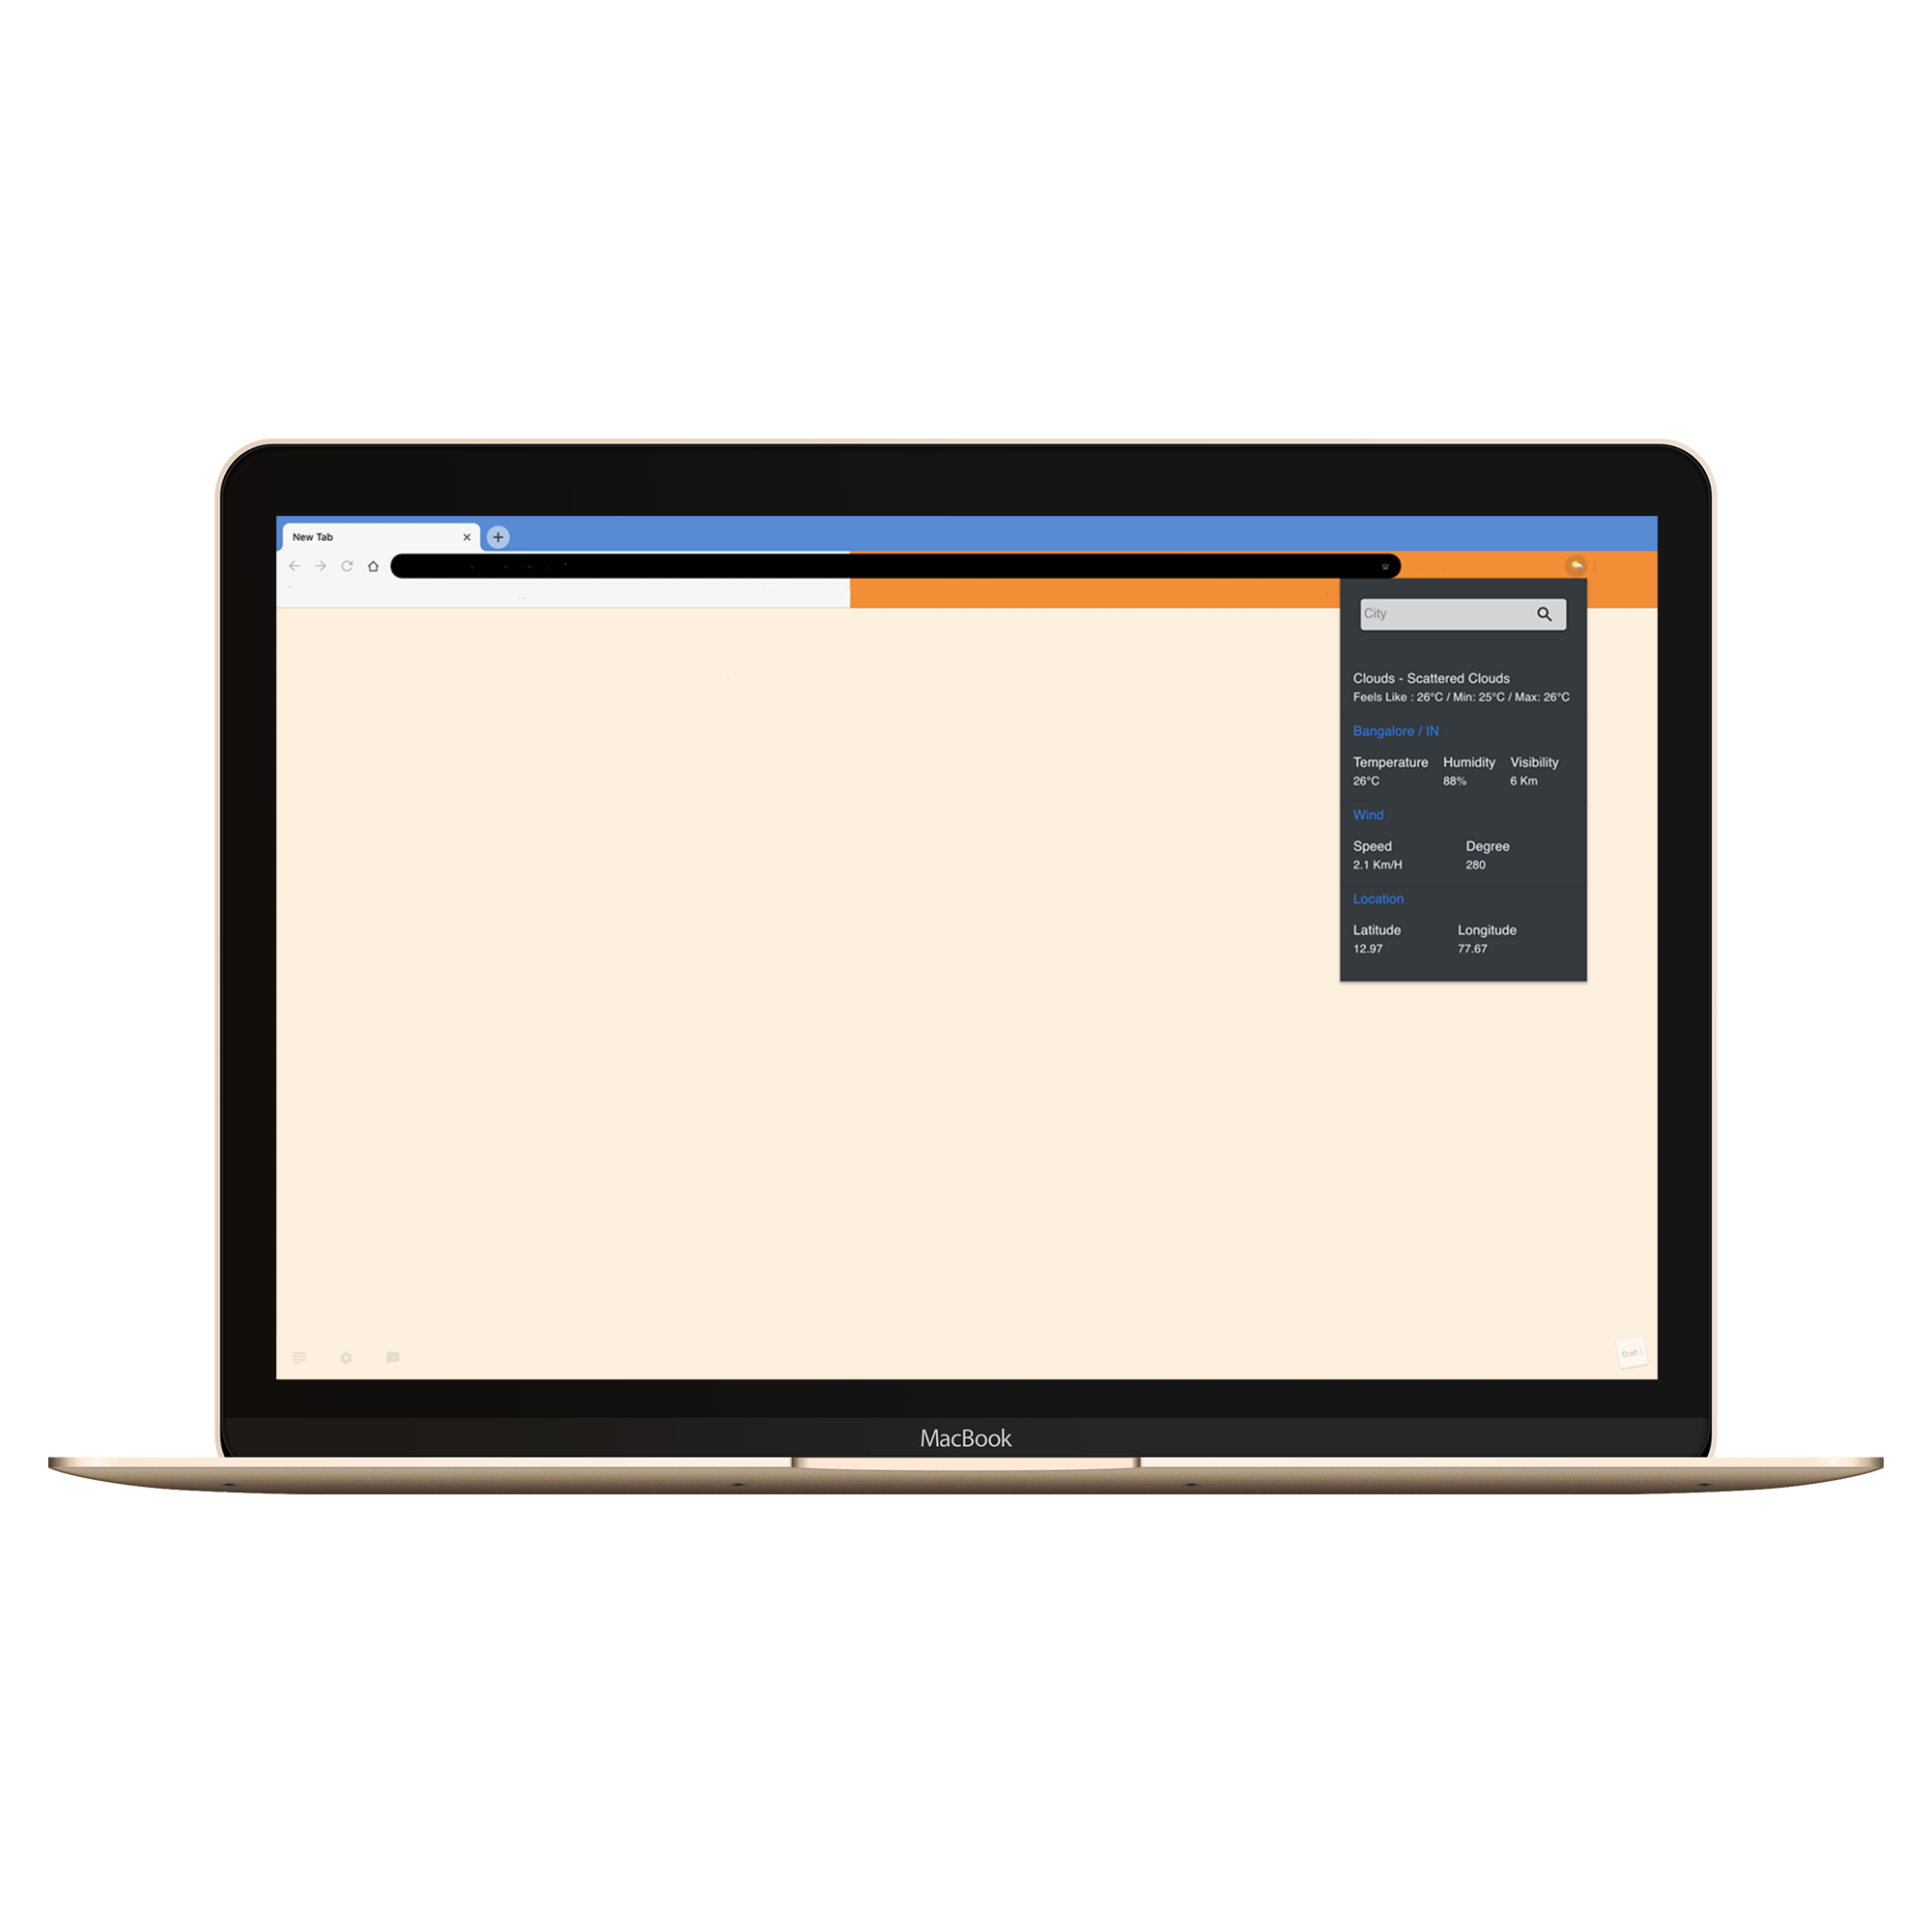 New Tab
City
Clouds - Scattered Clouds
Feels Like : 26°C / Min: 25°C / Max: 26°C
Bangalore / IN
Temperature Humidity Visibility
26°C 88% 6 Km
Wind
Speed Degree
2.1 Km/H 280
Location
Latitude Longitude
12.97 77.67
Draft
MacBook